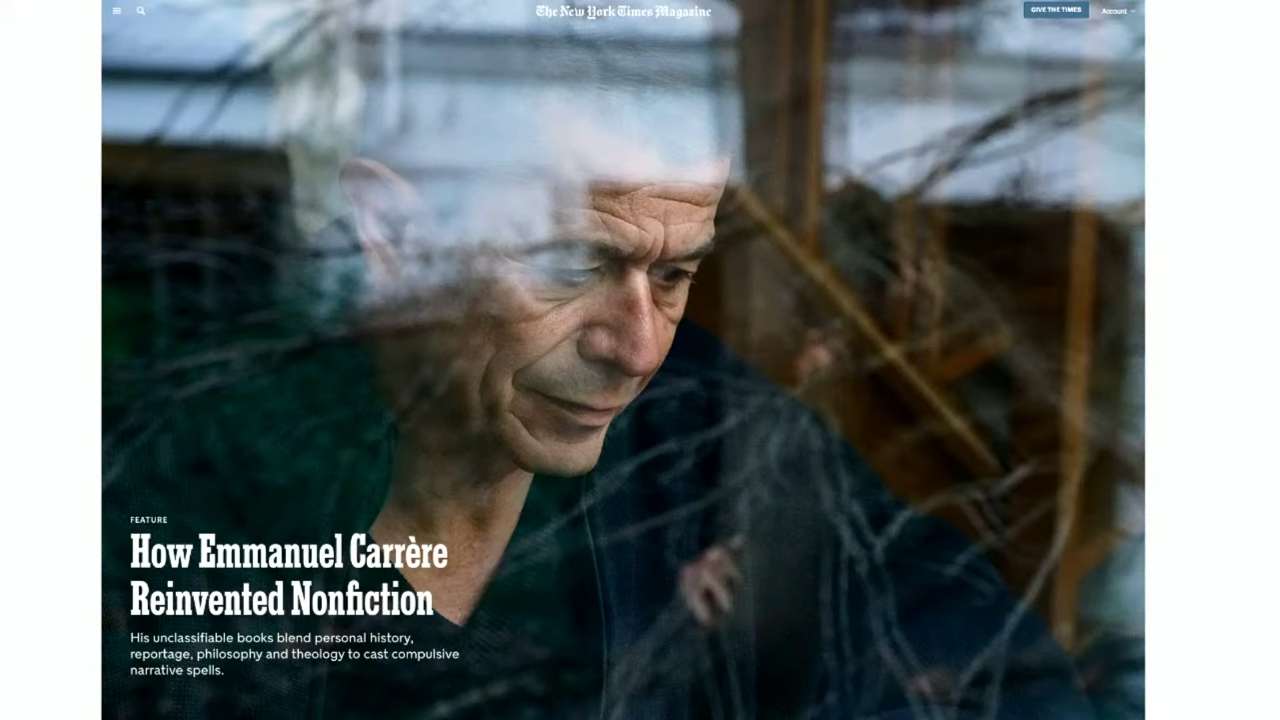 The New York Times Magazine
GIVE THE TIMES
Account
FEATURE
How Emmanuel Carrère
Reinvented Nonfiction
His unclassifiable books blend personal history,
reportage, philosophy and theology to cast compulsive
narrative spells.